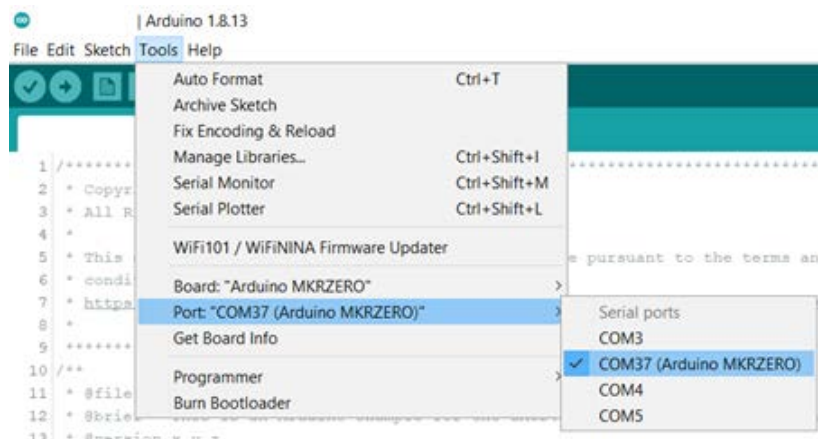 | Arduino 1.8.13
File Edit Sketch Tools Help
Auto Format Ctrl+T
Archive Sketch
Fix Encoding & Reload
Manage Libraries... Ctrl+Shift+I
Serial Monitor Ctrl+Shift+M
Serial Plotter Ctrl+Shift+L
WiFi101 / WiFiNINA Firmware Updater
Board: "Arduino MKRZERO"
Port: "COM37 (Arduino MKRZERO)"
Get Board Info
Programmer
Burn Bootloader
Serial ports
COM3
COM37 (Arduino MKRZERO)
COM4
COM5
1 /*******
2 * Copyr
3 * All R
4 *
5 * This e pursuant to the terms an
6 * condi
7 * https
8 *
9 ******
10 /**
11 * @file
12 * @brie
13